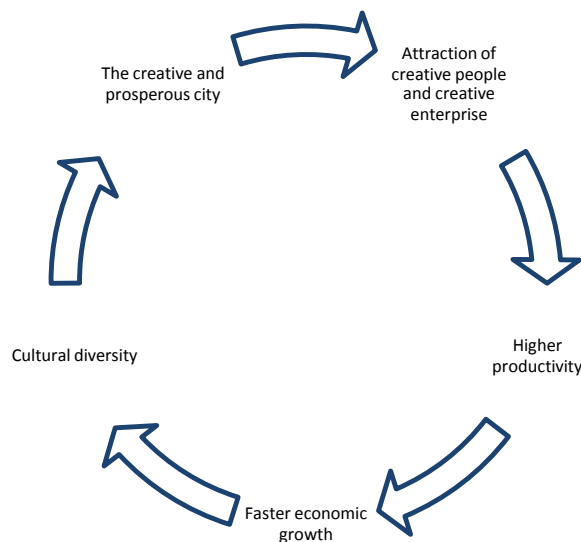 The creative and
prosperous city
Attraction of
creative people
and creative
enterprise
Higher
productivity
Faster economic
growth
Cultural diversity